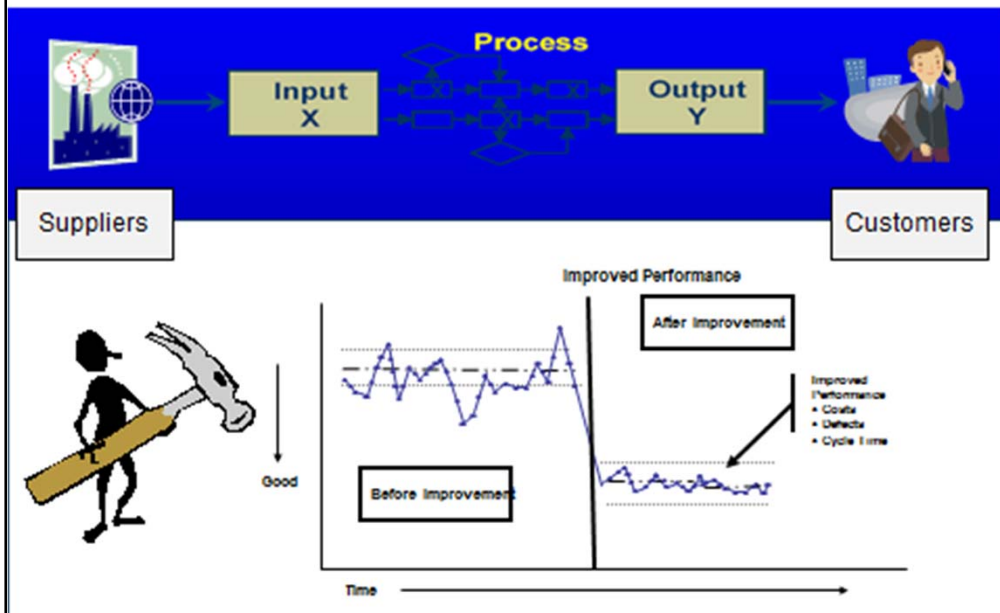 Process
Input
X
X
X
X
Output
Y
Suppliers
Customers
Improved Performance
After Improvement
Improved
Performance
• Costs
• Defects
• Cycle Time
Good
Before Improvement
Time